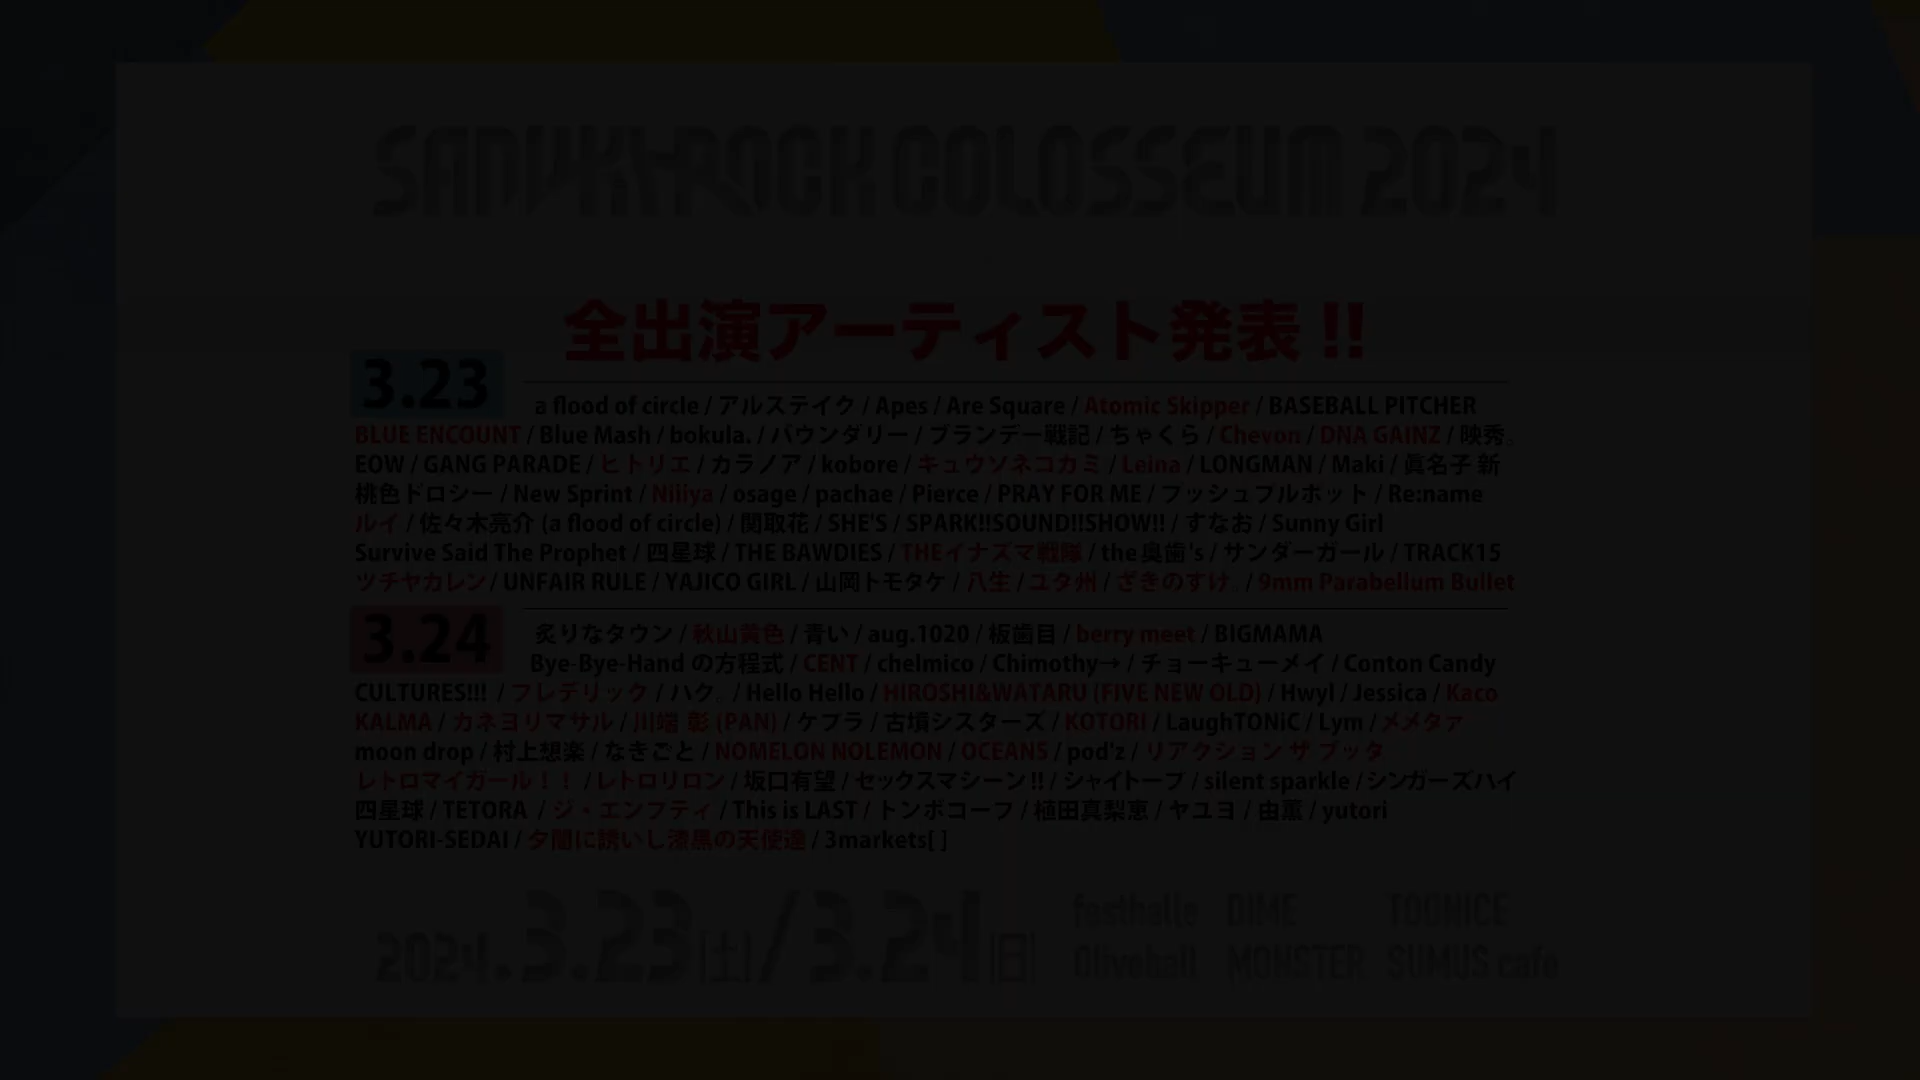 SANUKI ROCK COLOSSEUM 2024
全出演アーティスト発表 !!
3.23
a flood of circle / アルステイク / Apes / Are Square / Atomic Skipper / BASEBALL PITCHER
BLUE ENCOUNT / Blue Mash / bokula. / バウンダリー / ブランデー戦記 / ちゃくら / Chevon / DNA GAINZ / 映秀。
EOW / GANG PARADE / ヒトリエ / カラノア / kobore / キュウソネコカミ / Leina / LONGMAN / Maki / 眞名子 新
桃色ドロシー / New Sprint / Niiiya / osage / pachae / Pierce / PRAY FOR ME / プッシュプルポット / Re:name
ルイ / 佐々木亮介 (a flood of circle) / 関取花 / SHE'S / SPARK!!SOUND!!SHOW!! / すなお / Sunny Girl
Survive Said The Prophet / 四星球 / THE BAWDIES / THEイナズマ戦隊 / the奥歯's / サンダーガール / TRACK15
ツチヤカレン / UNFAIR RULE / YAJICO GIRL / 山岡トモタケ / 八生 / ユタ州 / ざきのすけ。 / 9mm Parabellum Bullet
3.24
炙りなタウン / 秋山黄色 / 青い / aug.1020 / 板歯目 / berry meet / BIGMAMA
Bye-Bye-Hand の方程式 / CENT / chelmico / Chimothy→ / チョーキューメイ / Conton Candy
CULTURES!!! / フレデリック / ハク。 / Hello Hello / HIROSHI&WATARU (FIVE NEW OLD) / Hwyl / Jessica / Kaco
KALMA / カネヨリマサル / 川端 彰 (PAN) / ケプラ / 古墳シスターズ / KOTORI / LaughTONiC / Lym / メメタァ
moon drop / 村上想楽 / なきごと / NOMELON NOLEMON / OCEANS / pod'z / リアクション ザ ブッタ
レトロマイガール！！ / レトロリロン / 坂口有望 / セックスマシーン!! / シャイトープ / silent sparkle / シンガーズハイ
四星球 / TETORA / ジ・エンプティ / This is LAST / トンボコープ / 植田真梨恵 / ヤユヨ / 由薫 / yutori
YUTORI-SEDAI / 夕闇に誘いし漆黒の天使達 / 3markets[ ]
2024.3.23[土] / 3.24[日]
festhalle DIME TOONICE
Olivehall MONSTER SUMUS cafe